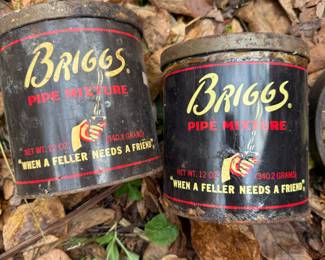 BRIGGS®
PIPE MIXTURE
NET WT. 12 OZ. (340.2 GRAMS)
"WHEN A FELLER NEEDS A FRIEND"
BRIGGS®
PIPE MIXTURE
NET WT. 12 OZ. (340.2 GRAMS)
"WHEN A FELLER NEEDS A FRIEND"